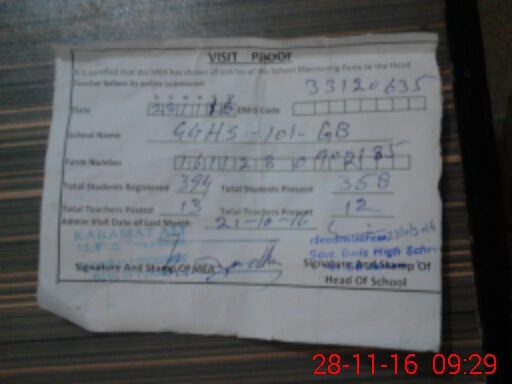 VISIT PROOF
It is certified that the MEA has shown all entries of the School Monitoring Form to the Head
Teacher before its online submission
33120635
Date EMIS Code
School Name GGHS-101-GB
Form Number
Total Students Registered 394 Total Students Present 358
Total Teachers Posted 13 Total Teachers Present 12
Admin Visit Date of Last Month 21-10-16
KARAMAT ALI
Headmistress
Govt. Girls High School
Signature And Stamp Of MEA Signature And Stamp Of
Head Of School
28-11-16 09:29